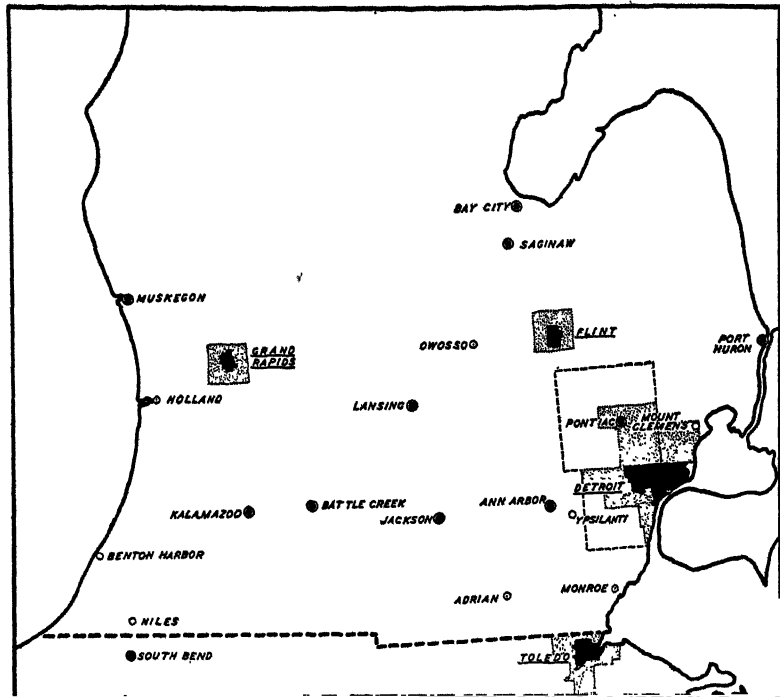 BAY CITY
SAGINAW
MUSKEGON
FLINT
OWOSSO
PORT
HURON
GRAND
RAPIDS
HOLLAND
LANSING
PONTIAC
MOUNT
CLEMENS
DETROIT
BATTLE CREEK
ANN ARBOR
KALAMAZOO
JACKSON
YPSILANTI
BENTON HARBOR
ADRIAN
MONROE
NILES
SOUTH BEND
TOLEDO